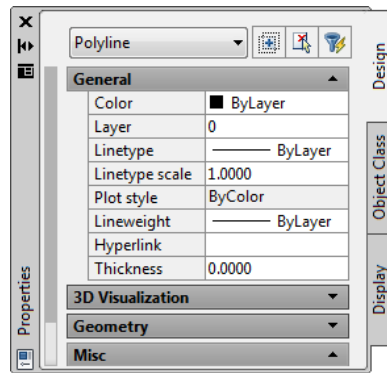 Polyline
General
Color ByLayer
Layer 0
Linetype ByLayer
Linetype scale 1.0000
Plot style ByColor
Lineweight ByLayer
Hyperlink
Thickness 0.0000
3D Visualization
Geometry
Misc
Properties
Design
Object Class
Display